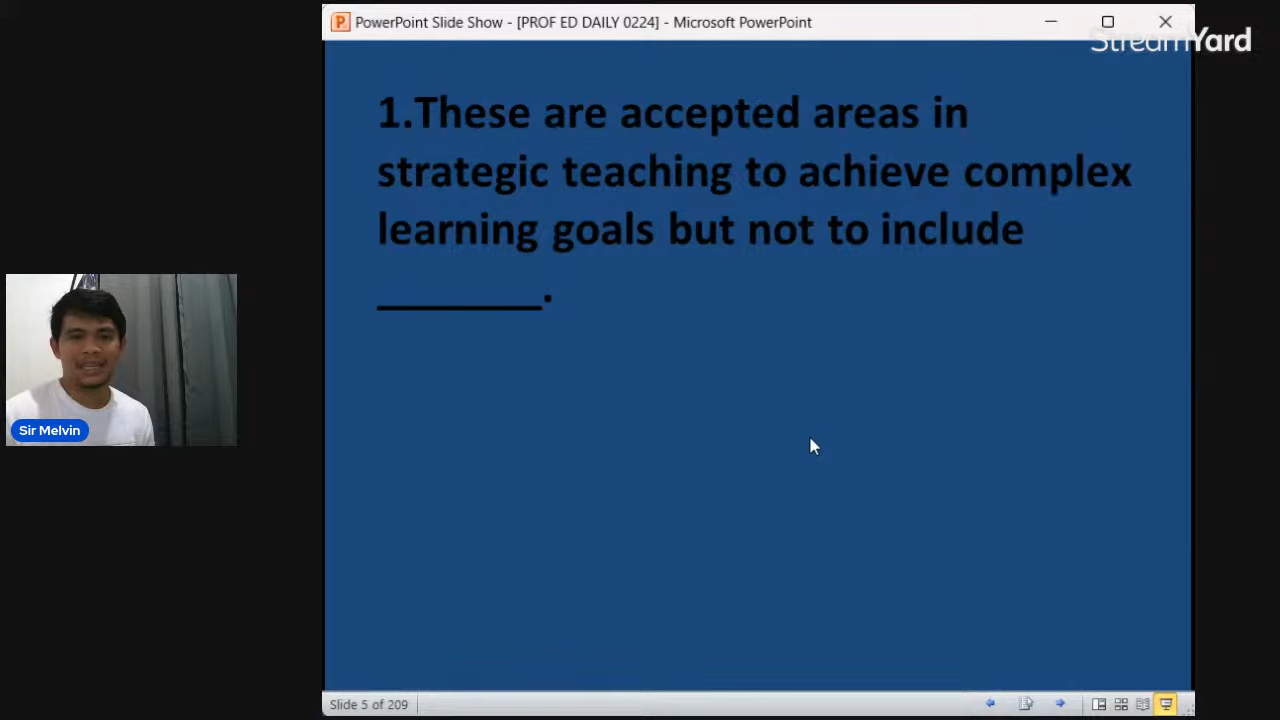 PowerPoint Slide Show - [PROF ED DAILY 0224] - Microsoft PowerPoint
StreamYard
1.These are accepted areas in
strategic teaching to achieve complex
learning goals but not to include
________.
Sir Melvin
Slide 5 of 209